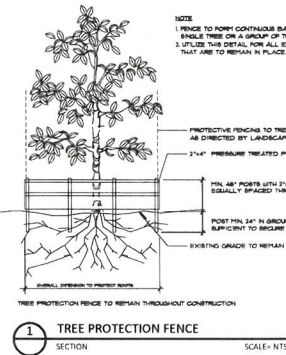 NOTE
1. FENCE TO FORM CONTINUOUS BA
SINGLE TREE OR A GROUP OF T
2. UTILIZE THIS DETAIL FOR ALL E
THAT ARE TO REMAIN IN PLACE.
PROTECTIVE FENCING TO TRE
AS DIRECTED BY LANDSCAP
2"x4" PRESSURE TREATED P
MIN. 48" POSTS WITH 2"
EQUALLY SPACED THR
POST MIN. 24" IN GROUN
SUFFICIENT TO SECURE
EXISTING GRADE TO REMAIN
OVERALL DIMENSION TO PROTECT ROOTS
TREE PROTECTION FENCE TO REMAIN THROUGHOUT CONSTRUCTION
1 TREE PROTECTION FENCE
SECTION SCALE= NTS